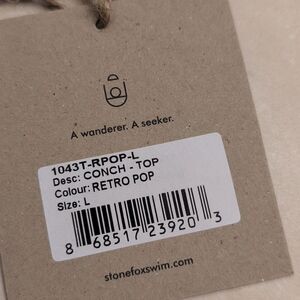 A wanderer. A seeker.
1043T-RPOP-L
Desc: CONCH - TOP
Colour: RETRO POP
Size: L
8 68517 23920 3
stonefoxswim.com